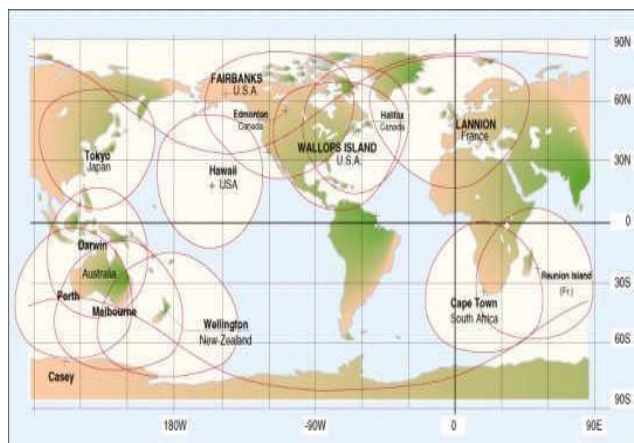 90N
FAIRBANKS
U.S.A.
60N
Edmonton
Canada
Halifax
Canada
LANNION
France
WALLOPS ISLAND
U.S.A.
Tokyo
Japan
Hawaii
USA
30N
0
Darwin
Australia
Perth
Melbourne
Reunion Island
(Fr.)
30S
Cape Town
South Africa
Wellington
New Zealand
60S
Casey
90S
180W
-90W
0
90E